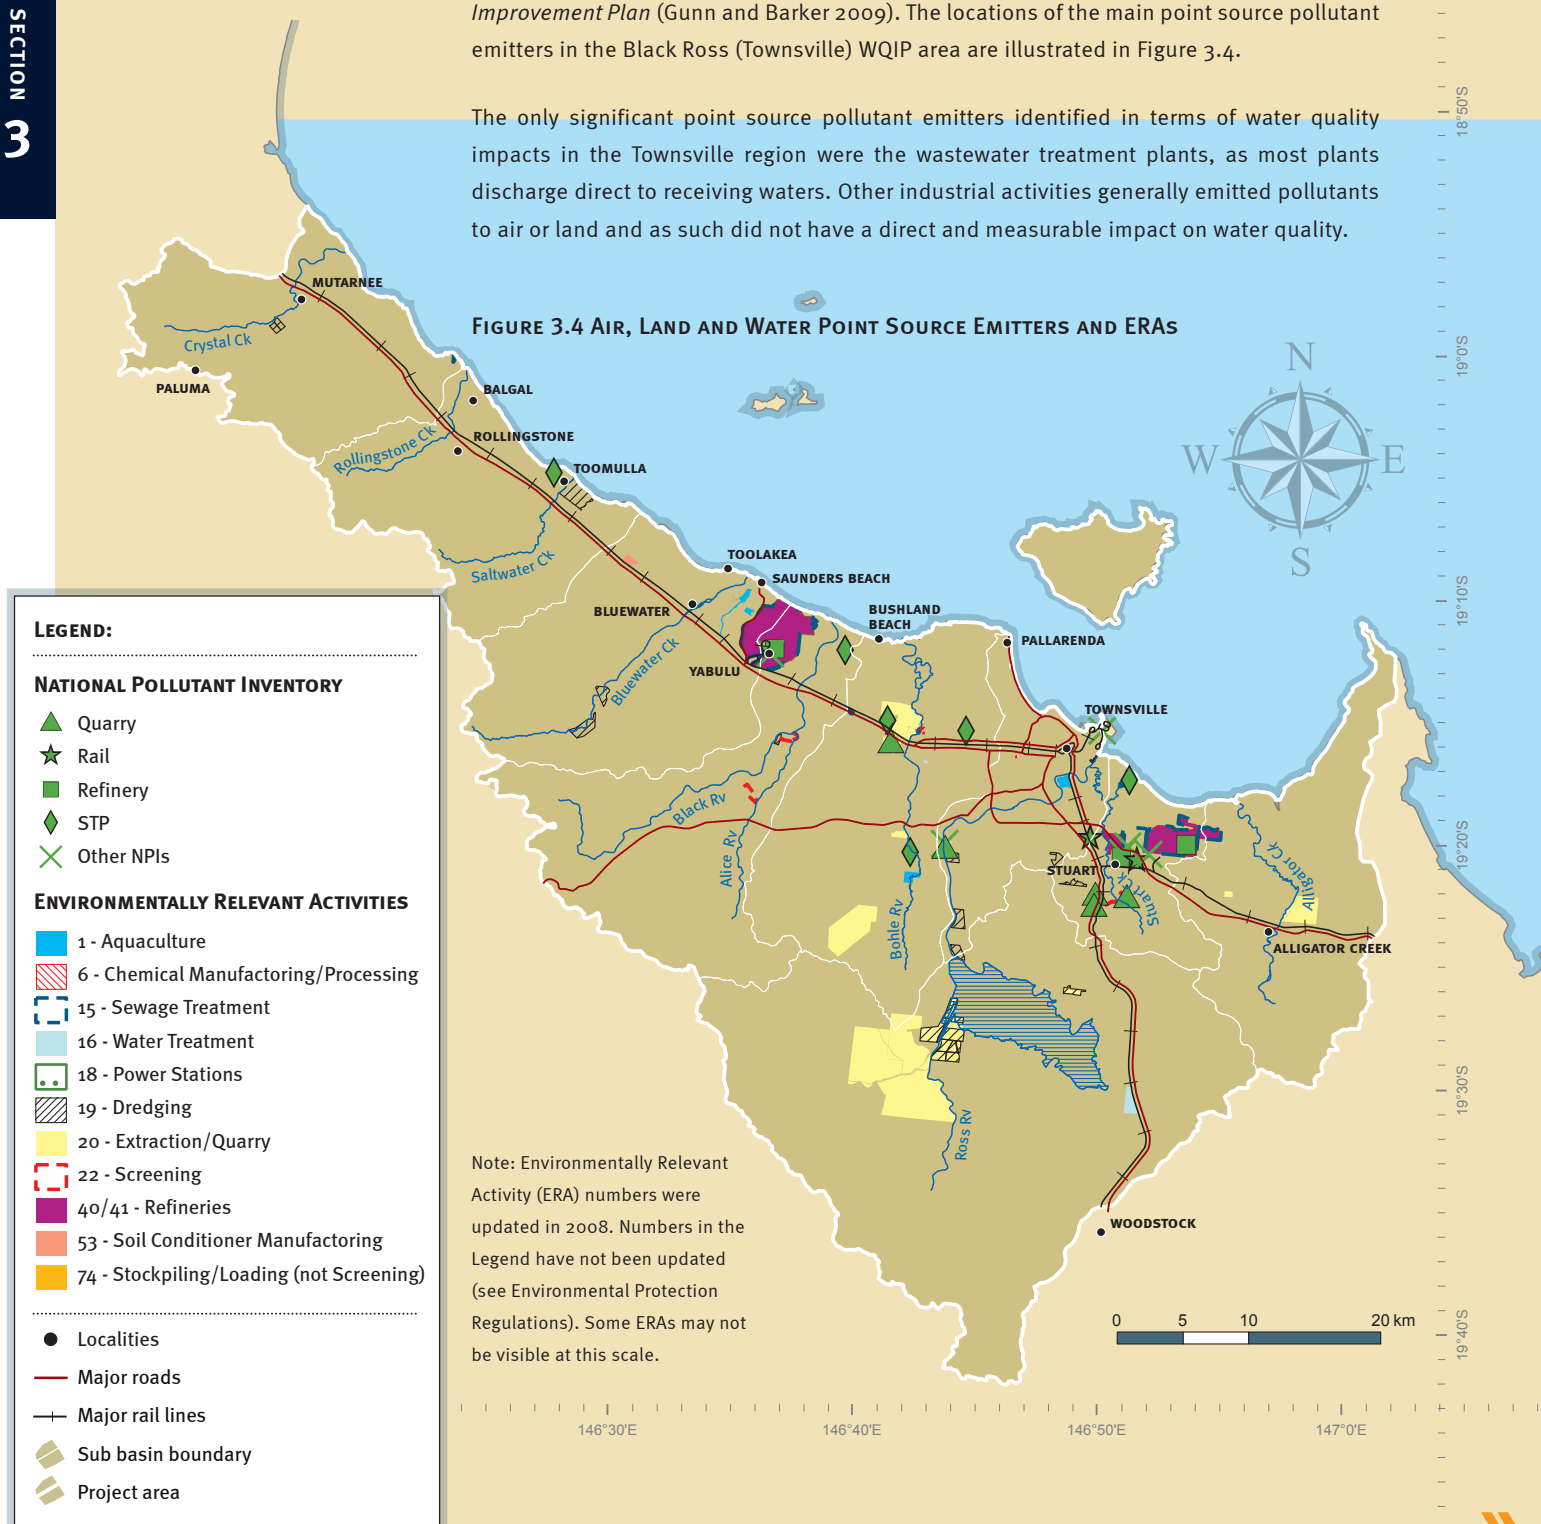 SECTION
3
Improvement Plan (Gunn and Barker 2009). The locations of the main point source pollutant
emitters in the Black Ross (Townsville) WQIP area are illustrated in Figure 3.4.
The only significant point source pollutant emitters identified in terms of water quality
impacts in the Townsville region were the wastewater treatment plants, as most plants
discharge direct to receiving waters. Other industrial activities generally emitted pollutants
to air or land and as such did not have a direct and measurable impact on water quality.
FIGURE 3.4 AIR, LAND AND WATER POINT SOURCE EMITTERS AND ERAS
MUTARNEE
Crystal Ck
PALUMA
BALGAL
ROLLINGSTONE
Rollingstone Ck
TOOMULLA
Saltwater Ck
TOOLAKEA
SAUNDERS BEACH
BLUEWATER
Bluewater Ck
YABULU
BUSHLAND
BEACH
PALLARENDA
TOWNSVILLE
Black Rv
Alice Rv
Bohle Rv
STUART
Stuart Ck
Alligator Ck
ALLIGATOR CREEK
Ross Rv
WOODSTOCK
N
W
E
S
18°50'S
19°0'S
19°10'S
19°20'S
19°30'S
19°40'S
LEGEND:
NATIONAL POLLUTANT INVENTORY
Quarry
Rail
Refinery
STP
Other NPIs
ENVIRONMENTALLY RELEVANT ACTIVITIES
1 - Aquaculture
6 - Chemical Manufactoring/Processing
15 - Sewage Treatment
16 - Water Treatment
18 - Power Stations
19 - Dredging
20 - Extraction/Quarry
22 - Screening
40/41 - Refineries
53 - Soil Conditioner Manufactoring
74 - Stockpiling/Loading (not Screening)
Localities
Major roads
Major rail lines
Sub basin boundary
Project area
Note: Environmentally Relevant
Activity (ERA) numbers were
updated in 2008. Numbers in the
Legend have not been updated
(see Environmental Protection
Regulations). Some ERAs may not
be visible at this scale.
0 5 10 20 km
146°30'E 146°40'E 146°50'E 147°0'E